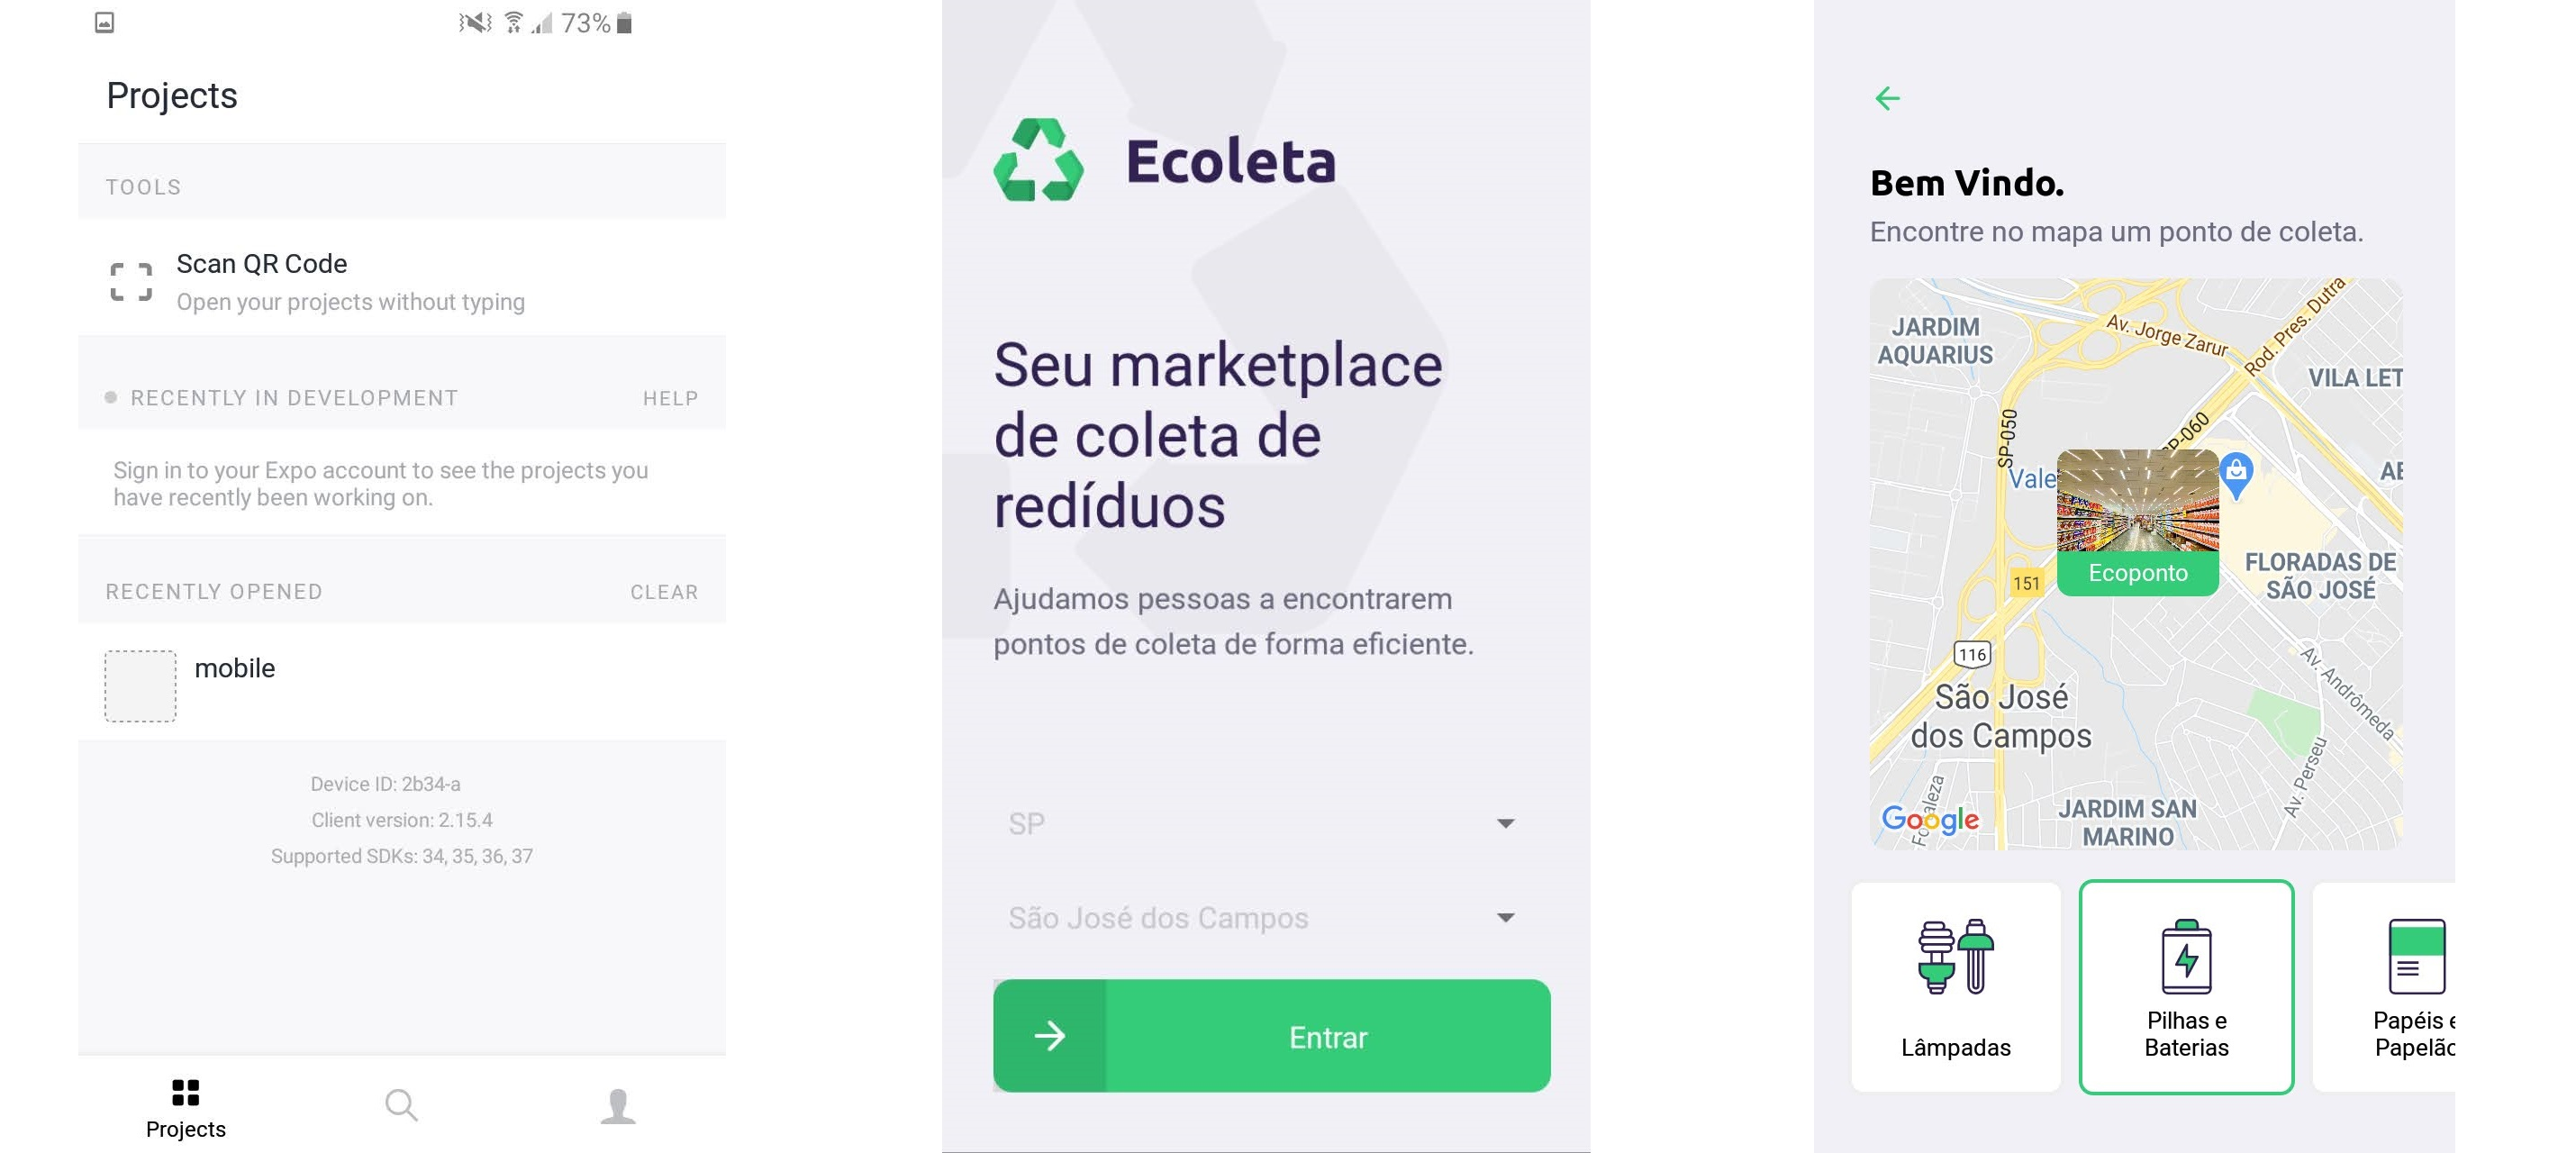 73%
Projects
TOOLS
Scan QR Code
Open your projects without typing
RECENTLY IN DEVELOPMENT
HELP
Sign in to your Expo account to see the projects you
have recently been working on.
RECENTLY OPENED
CLEAR
mobile
Device ID: 2b34-a
Client version: 2.15.4
Supported SDKs: 34, 35, 36, 37
Projects
Ecoleta
Seu marketplace
de coleta de
redíduos
Ajudamos pessoas a encontrarem
pontos de coleta de forma eficiente.
SP
São José dos Campos
Entrar
Bem Vindo.
Encontre no mapa um ponto de coleta.
JARDIM
AQUARIUS
Av. Jorge Zarur
Rod. Pres. Dutra
VILA LET
SP-050
SP-060
Vale
AE
Ecoponto
151
FLORADAS DE
SÃO JOSÉ
116
São José
dos Campos
Av. Andrômeda
Av. Perseu
JARDIM SAN
MARINO
Google
Lâmpadas
Pilhas e
Baterias
Papéis e
Papelão